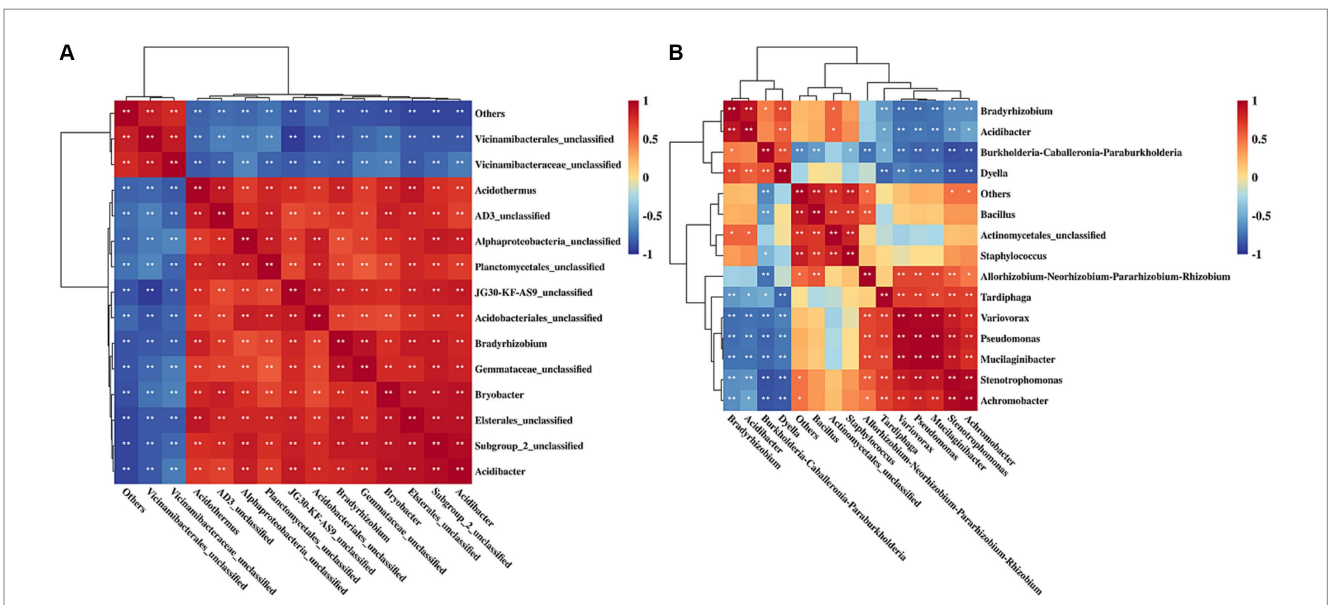 A
B
Others
Vicinamibacterales_unclassified
Vicinamibacteraceae_unclassified
Acidothermus
AD3_unclassified
Alphaproteobacteria_unclassified
Planctomycetales_unclassified
JG30-KF-AS9_unclassified
Acidobacteriales_unclassified
Bradyrhizobium
Gemmataceae_unclassified
Bryobacter
Elsterales_unclassified
Subgroup_2_unclassified
Acidibacter
1
0.5
0
-0.5
-1
Others
Vicinamibacterales_unclassified
Vicinamibacteraceae_unclassified
Acidothermus
AD3_unclassified
Alphaproteobacteria_unclassified
Planctomycetales_unclassified
JG30-KF-AS9_unclassified
Acidobacteriales_unclassified
Bradyrhizobium
Gemmataceae_unclassified
Bryobacter
Elsterales_unclassified
Subgroup_2_unclassified
Acidibacter
Bradyrhizobium
Acidibacter
Burkholderia-Caballeronia-Paraburkholderia
Dyella
Others
Bacillus
Actinomycetales_unclassified
Staphylococcus
Allorhizobium-Neorhizobium-Pararhizobium-Rhizobium
Tardiphaga
Variovorax
Pseudomonas
Mucilaginibacter
Stenotrophomonas
Achromobacter
1
0.5
0
-0.5
-1
Bradyrhizobium
Acidibacter
Burkholderia-Caballeronia-Paraburkholderia
Dyella
Others
Bacillus
Actinomycetales_unclassified
Staphylococcus
Allorhizobium-Neorhizobium-Pararhizobium-Rhizobium
Tardiphaga
Variovorax
Pseudomonas
Mucilaginibacter
Stenotrophomonas
Achromobacter